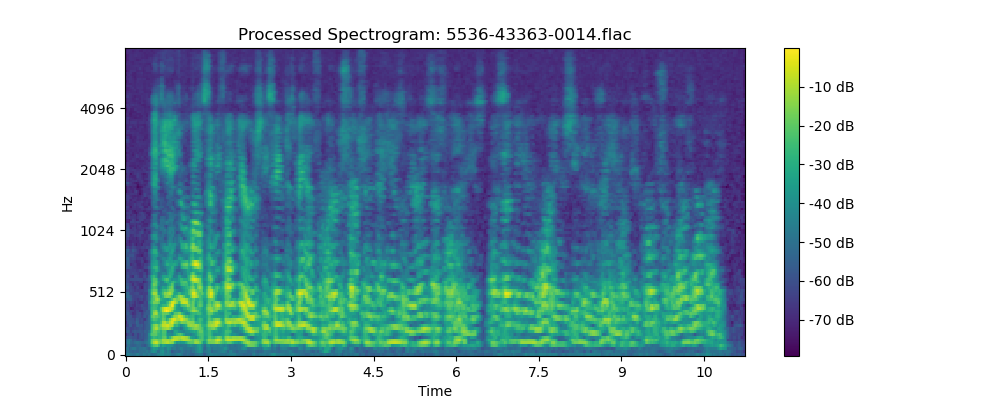 Processed Spectrogram: 5536-43363-0014.flac
Hz
4096
2048
1024
512
0
0 1.5 3 4.5 6 7.5 9 10
Time
-10 dB
-20 dB
-30 dB
-40 dB
-50 dB
-60 dB
-70 dB